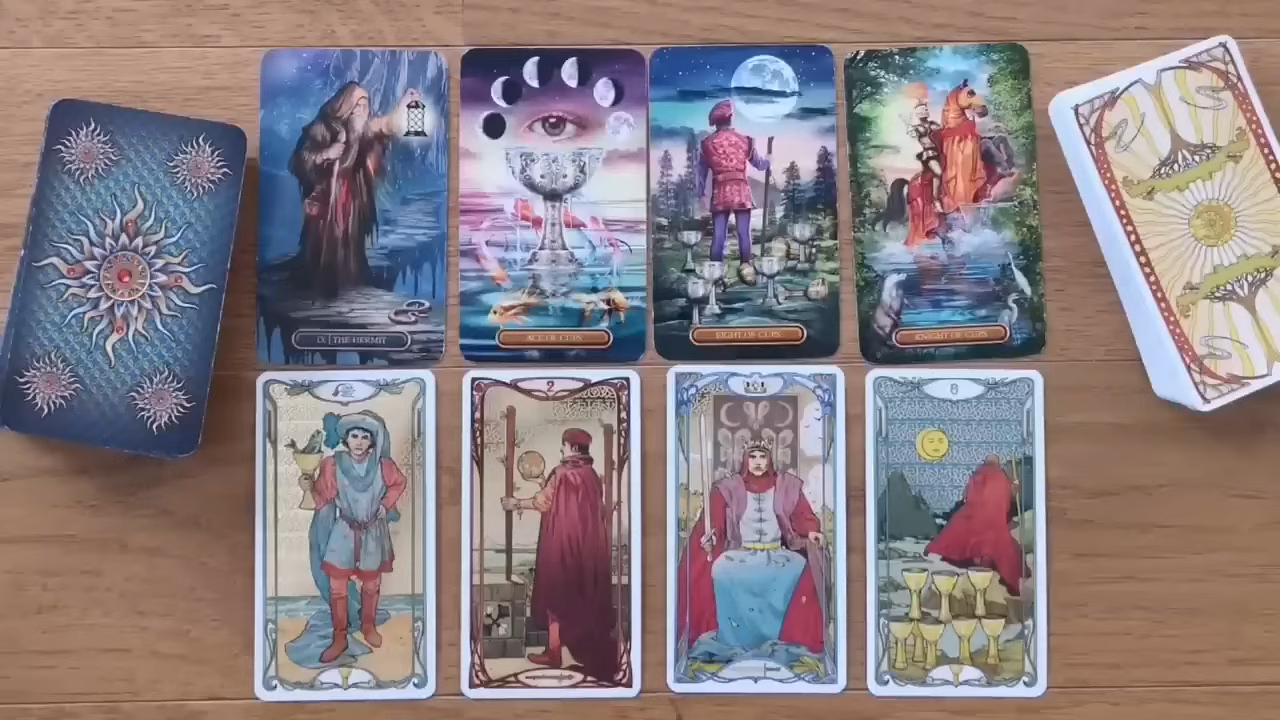 IX | THE HERMIT
ACE OF CUPS
EIGHT OF CUPS
KNIGHT OF CUPS
2
8